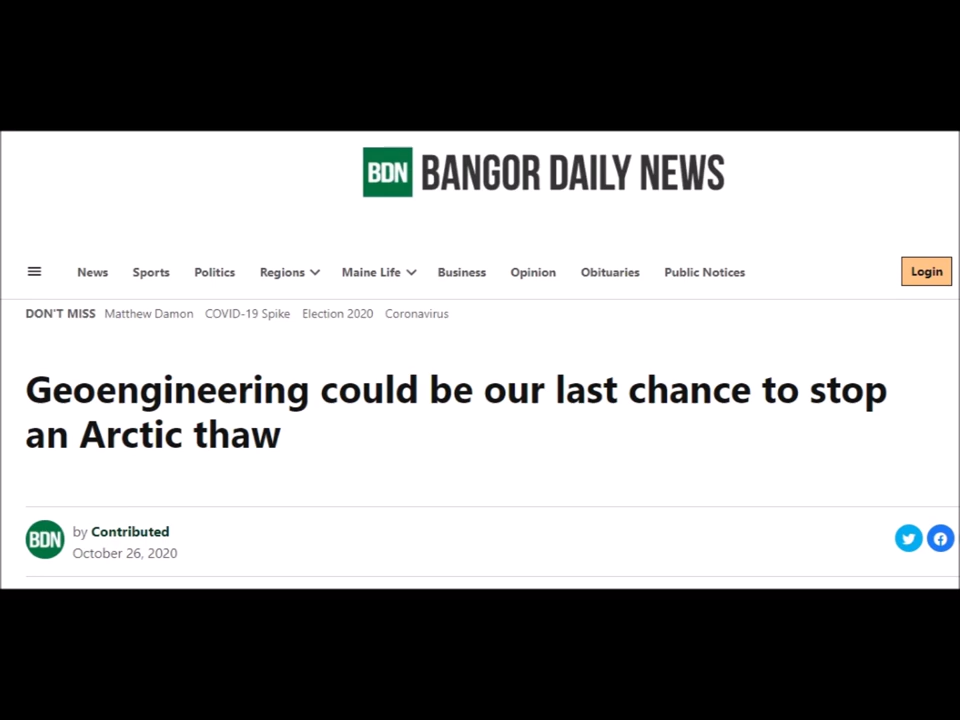 BDN BANGOR DAILY NEWS
News Sports Politics Regions Maine Life Business Opinion Obituaries Public Notices Login
DON'T MISS Matthew Damon COVID-19 Spike Election 2020 Coronavirus
Geoengineering could be our last chance to stop
an Arctic thaw
BDN by Contributed
October 26, 2020